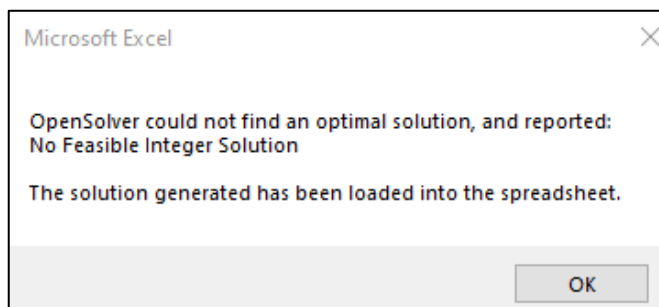 Microsoft Excel
OpenSolver could not find an optimal solution, and reported:
No Feasible Integer Solution
The solution generated has been loaded into the spreadsheet.
OK